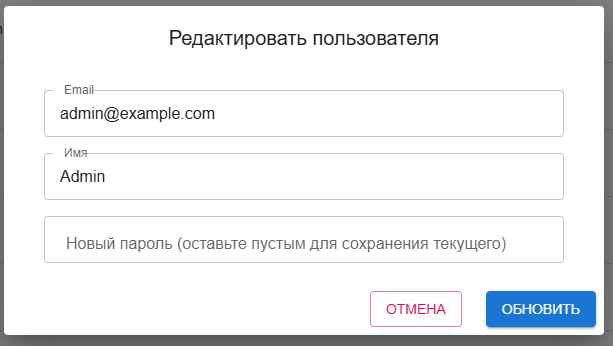 Редактировать пользователя
Email
admin@example.com
Имя
Admin
Новый пароль (оставьте пустым для сохранения текущего)
ОТМЕНА
ОБНОВИТЬ